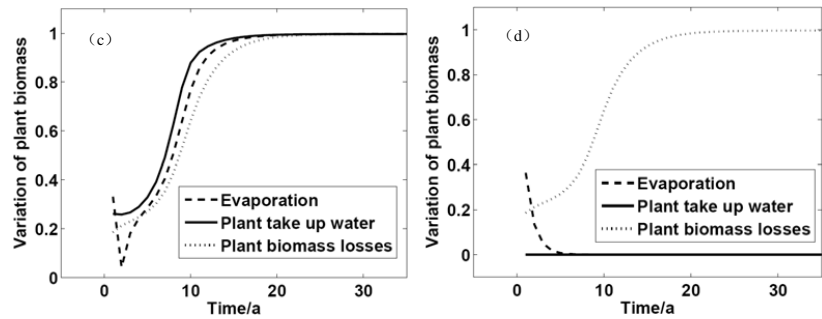 (c)
Variation of plant biomass
1
0.8
0.6
0.4
0.2
0
Evaporation
Plant take up water
Plant biomass losses
0
10
20
30
Time/a
(d)
Variation of plant biomass
1
0.8
0.6
0.4
0.2
0
Evaporation
Plant take up water
Plant biomass losses
0
10
20
30
Time/a